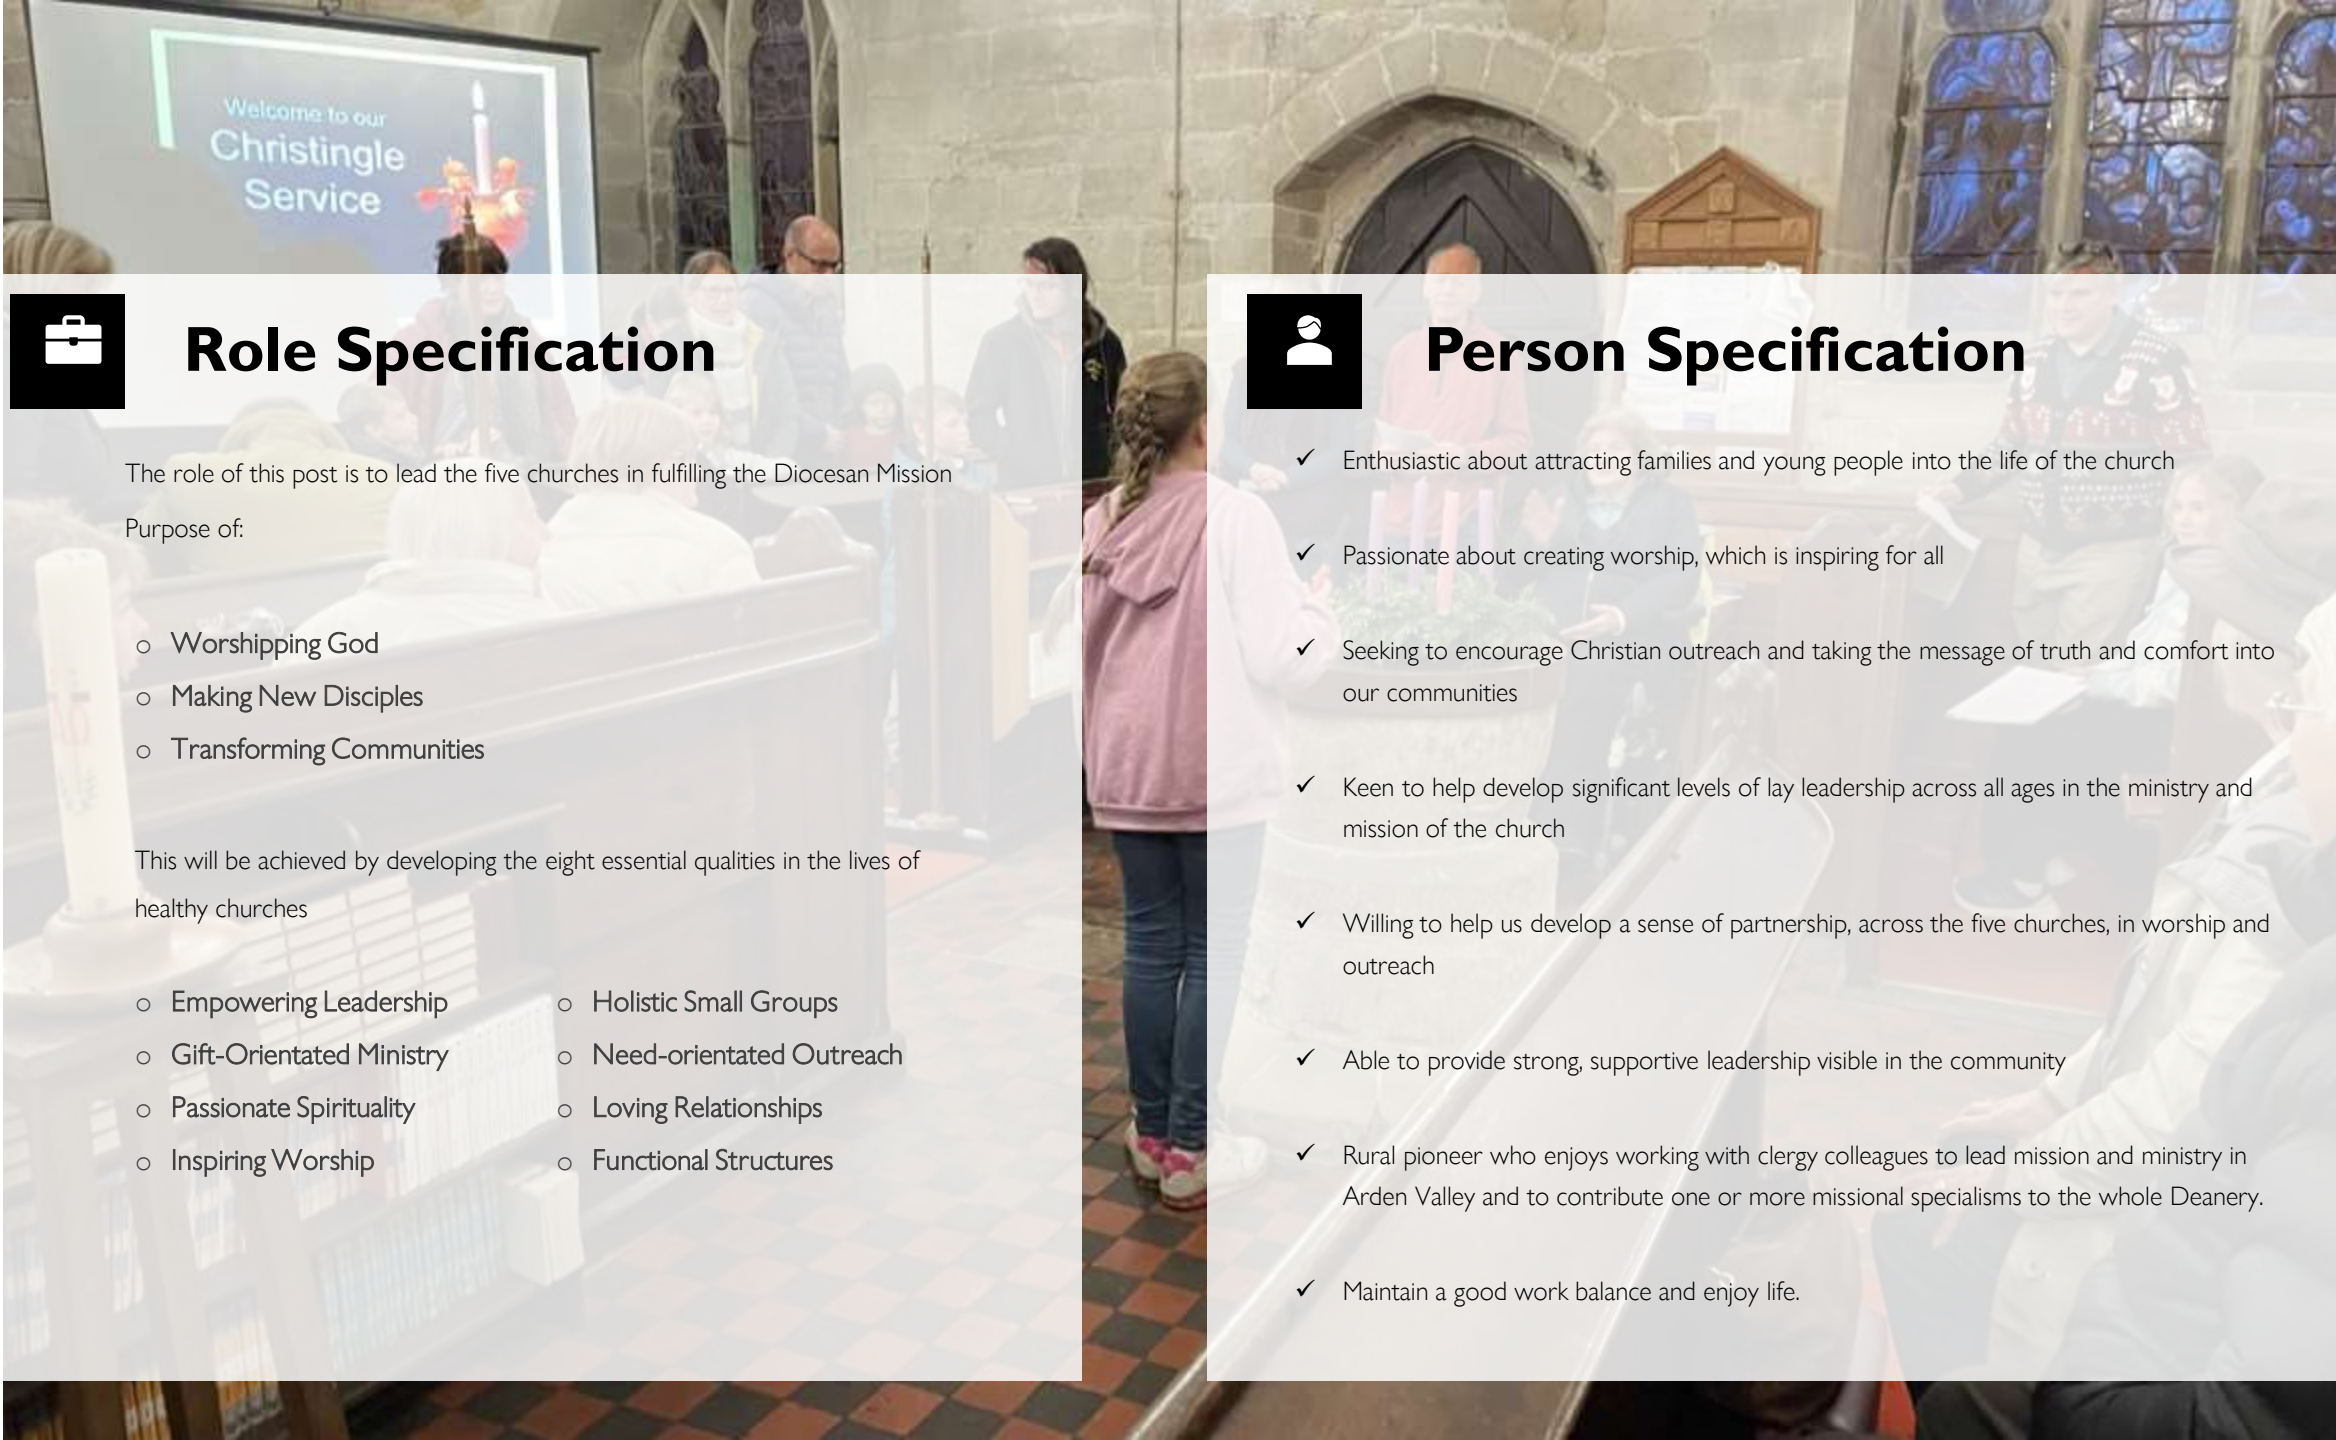 Welcome to our
Christingle
Service
Role Specification
The role of this post is to lead the five churches in fulfilling the Diocesan Mission
Purpose of:
o Worshipping God
o Making New Disciples
o Transforming Communities
This will be achieved by developing the eight essential qualities in the lives of
healthy churches
o Empowering Leadership
o Gift-Orientated Ministry
o Passionate Spirituality
o Inspiring Worship
o Holistic Small Groups
o Need-orientated Outreach
o Loving Relationships
o Functional Structures
Person Specification
✓ Enthusiastic about attracting families and young people into the life of the church
✓ Passionate about creating worship, which is inspiring for all
✓ Seeking to encourage Christian outreach and taking the message of truth and comfort into
our communities
✓ Keen to help develop significant levels of lay leadership across all ages in the ministry and
mission of the church
✓ Willing to help us develop a sense of partnership, across the five churches, in worship and
outreach
✓ Able to provide strong, supportive leadership visible in the community
✓ Rural pioneer who enjoys working with clergy colleagues to lead mission and ministry in
Arden Valley and to contribute one or more missional specialisms to the whole Deanery.
✓ Maintain a good work balance and enjoy life.